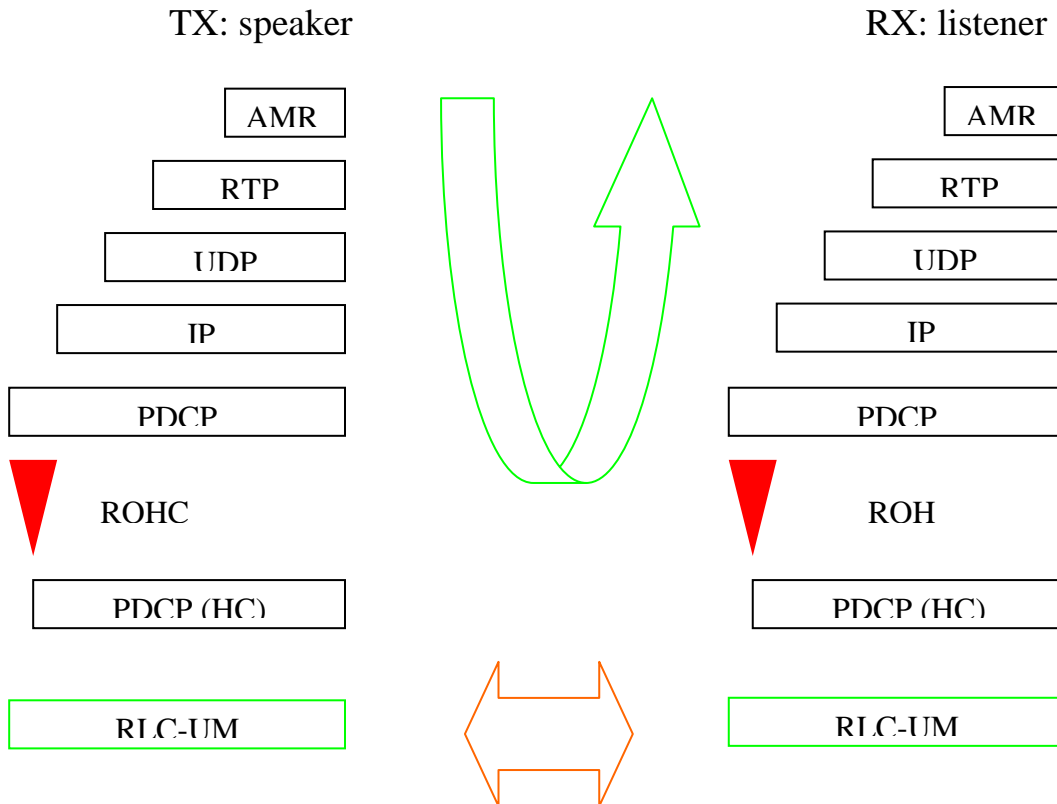 TX: speaker
RX: listener
AMR
AMR
RTP
RTP
UDP
UDP
IP
IP
PDCP
PDCP
ROHC
ROH
PDCP (HC)
PDCP (HC)
RLC-UM
RLC-UM